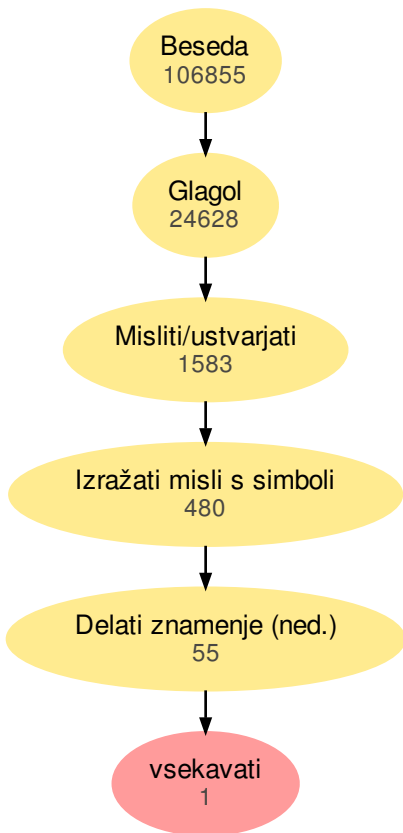 Beseda
106855
Glagol
24628
Misliti/ustvarjati
1583
Izražati misli s simboli
480
Delati znamenje (ned.)
55
vsekavati
1